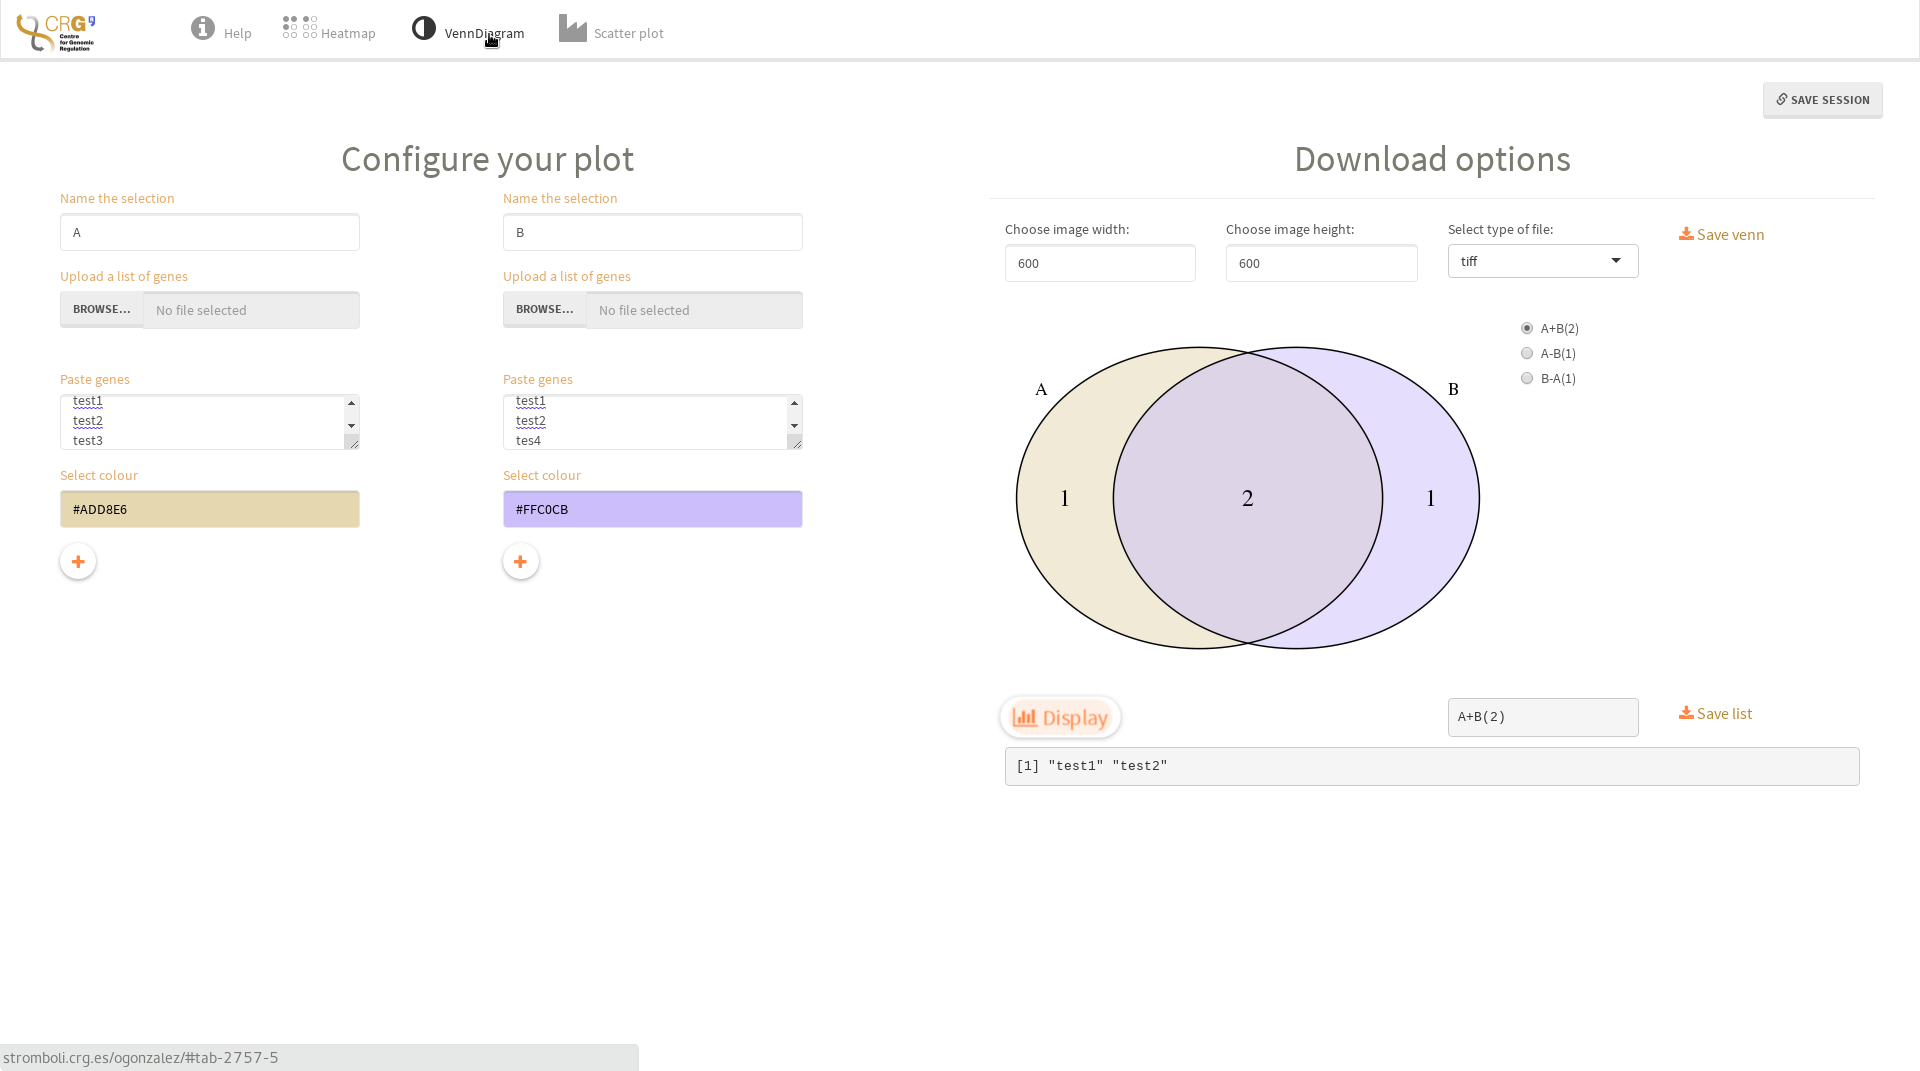 CRG
Centre
for Genomic
Regulation
Help
Heatmap
VennDiagram
Scatter plot
SAVE SESSION
Configure your plot
Name the selection
A
Upload a list of genes
BROWSE... No file selected
Paste genes
test1
test2
test3
Select colour
#ADD8E6
Name the selection
B
Upload a list of genes
BROWSE... No file selected
Paste genes
test1
test2
tes4
Select colour
#FFC0CB
Download options
Choose image width:
600
Choose image height:
600
Select type of file:
tiff
Save venn
A+B(2)
A-B(1)
B-A(1)
A
B
1
2
1
Display
A+B(2)
Save list
[1] "test1" "test2"
stromboli.crg.es/ogonzalez/#tab-2757-5